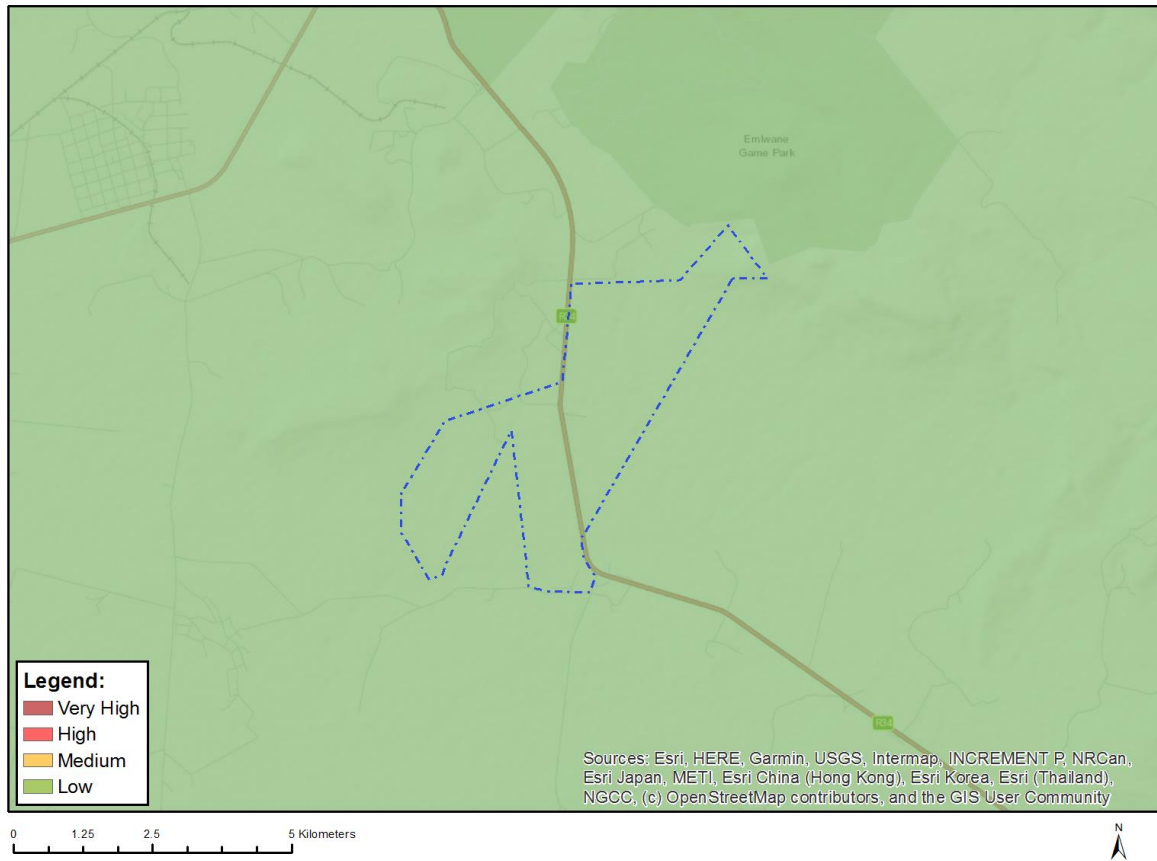 Emlwane
Game Park
R34
R34
Legend:
Very High
High
Medium
Low
Sources: Esri, HERE, Garmin, USGS, Intermap, INCREMENT P, NRCan,
Esri Japan, METI, Esri China (Hong Kong), Esri Korea, Esri (Thailand),
NGCC, (c) OpenStreetMap contributors, and the GIS User Community
0 1.25 2.5 5 Kilometers
N